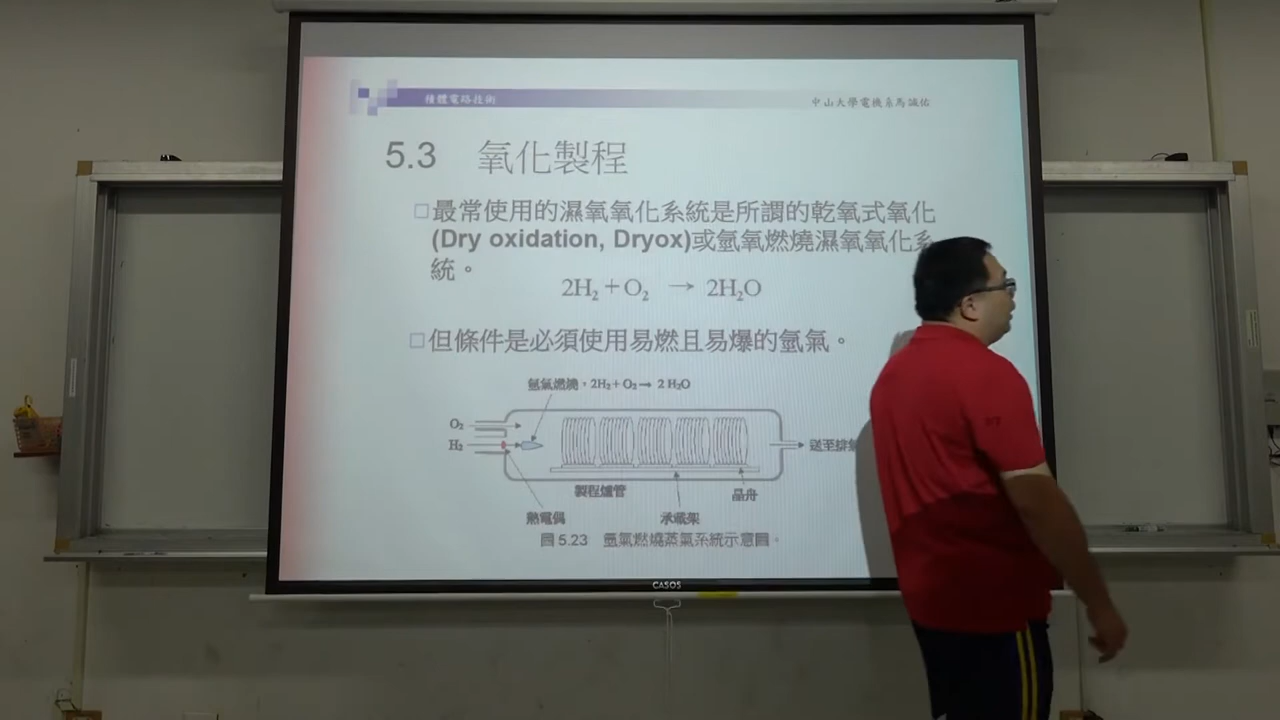 積體電路技術
中山大學電機系馬誠佑
5.3 氧化製程
□最常使用的濕氧氧化系統是所謂的乾氧式氧化
(Dry oxidation, Dryox)或氫氧燃燒濕氧氧化系
統。
2H₂ + O₂ → 2H₂O
□但條件是必須使用易燃且易爆的氫氣。
氫氣燃燒，2H₂+O₂→ 2 H₂O
O₂
H₂
送至排氣
製程爐管
晶舟
熱電偶
承載架
圖 5.23 氫氣燃燒蒸氣系統示意圖。
CASOS